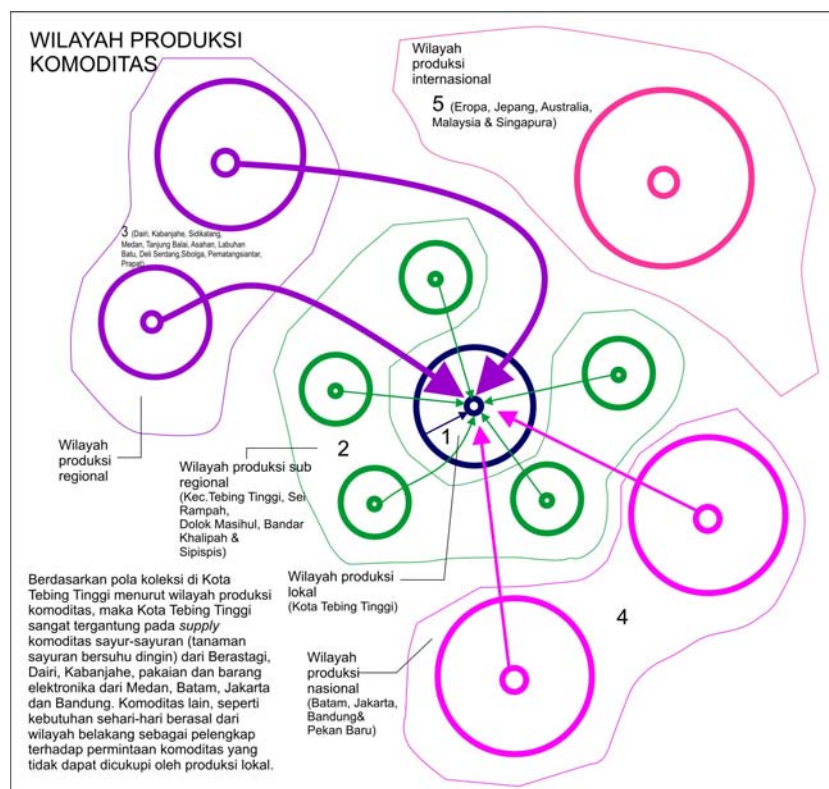 WILAYAH PRODUKSI
KOMODITAS
Wilayah
produksi
internasional
5 (Eropa, Jepang, Australia,
Malaysia & Singapura)
3 (Dairi, Kabanjahe, Sidikalang,
Medan, Tanjung Balai, Asahan, Labuhan
Batu, Deli Serdang,Sibolga, Pematangsiantar,
Prapat)
1
2
Wilayah
produksi
regional
Wilayah produksi sub
regional
(Kec.Tebing Tinggi, Sei
Rampah,
Dolok Masihul, Bandar
Khalipah &
Sipispis)
Wilayah produksi
lokal
(Kota Tebing Tinggi)
4
Wilayah
produksi
nasional
(Batam, Jakarta,
Bandung&
Pekan Baru)
Berdasarkan pola koleksi di Kota
Tebing Tinggi menurut wilayah produksi
komoditas, maka Kota Tebing Tinggi
sangat tergantung pada supply
komoditas sayur-sayuran (tanaman
sayuran bersuhu dingin) dari Berastagi,
Dairi, Kabanjahe, pakaian dan barang
elektronika dari Medan, Batam, Jakarta
dan Bandung. Komoditas lain, seperti
kebutuhan sehari-hari berasal dari
wilayah belakang sebagai pelengkap
terhadap permintaan komoditas yang
tidak dapat dicukupi oleh produksi lokal.